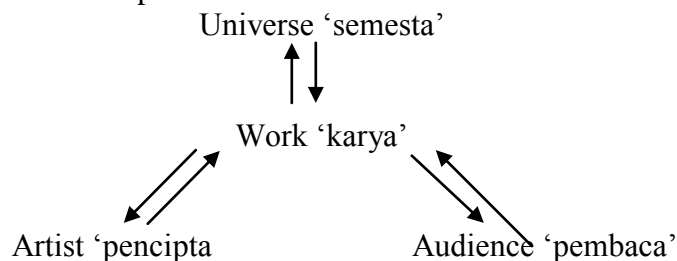 Universe ‘semesta’
Work ‘karya’
Artist ‘pencipta
Audience ‘pembaca’